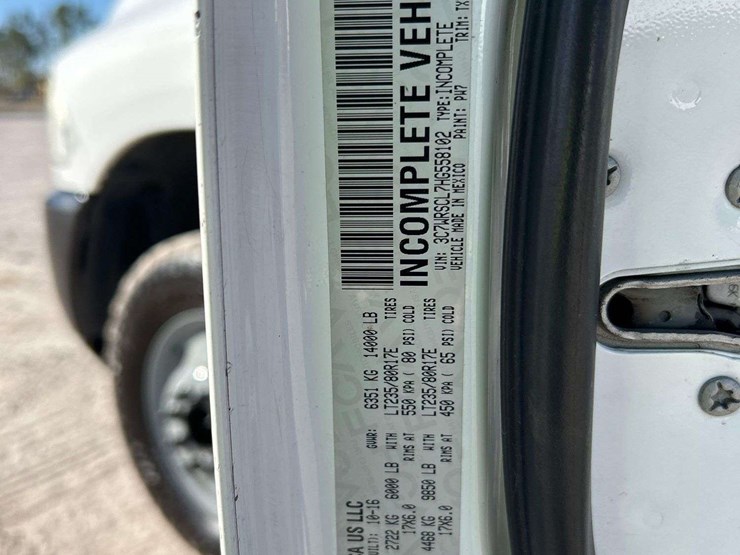 CA US LLC
10-16 GVWR: 6351 KG 14000 LB
2722 KG 6000 LB WITH LT235/80R17E TIRES
17X6.0 RIMS AT 550 KPA ( 80 PSI) COLD
4468 KG 9850 LB WITH LT235/80R17E TIRES
17X6.0 RIMS AT 450 KPA ( 65 PSI) COLD
INCOMPLETE VEH
VIN: 3C7WRSCL7HG558102 TYPE:INCOMPLETE
VEHICLE MADE IN MEXICO PAINT: PW7 TRIM: TX